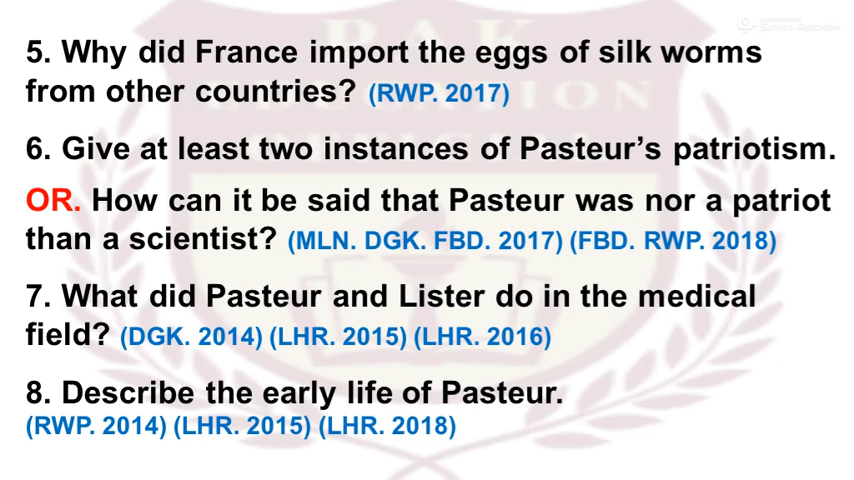 5. Why did France import the eggs of silk worms
from other countries? (RWP. 2017)
6. Give at least two instances of Pasteur's patriotism.
OR. How can it be said that Pasteur was nor a patriot
than a scientist? (MLN. DGK. FBD. 2017) (FBD. RWP. 2018)
7. What did Pasteur and Lister do in the medical
field? (DGK. 2014) (LHR. 2015) (LHR. 2016)
8. Describe the early life of Pasteur.
(RWP. 2014) (LHR. 2015) (LHR. 2018)